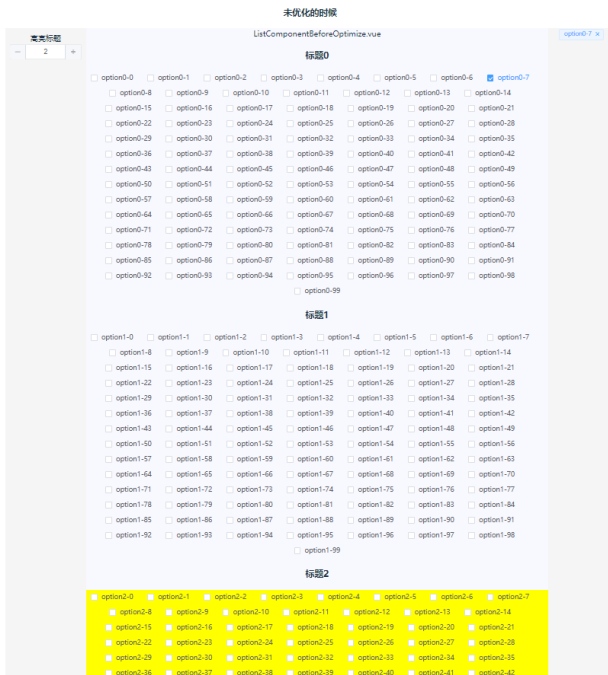 未优化的时候
ListComponentBeforeOptimize.vue
option0-7 ×
高亮标题
− 2 +
标题0
option0-0 option0-1 option0-2 option0-3 option0-4 option0-5 option0-6 option0-7
option0-8 option0-9 option0-10 option0-11 option0-12 option0-13 option0-14
option0-15 option0-16 option0-17 option0-18 option0-19 option0-20 option0-21
option0-22 option0-23 option0-24 option0-25 option0-26 option0-27 option0-28
option0-29 option0-30 option0-31 option0-32 option0-33 option0-34 option0-35
option0-36 option0-37 option0-38 option0-39 option0-40 option0-41 option0-42
option0-43 option0-44 option0-45 option0-46 option0-47 option0-48 option0-49
option0-50 option0-51 option0-52 option0-53 option0-54 option0-55 option0-56
option0-57 option0-58 option0-59 option0-60 option0-61 option0-62 option0-63
option0-64 option0-65 option0-66 option0-67 option0-68 option0-69 option0-70
option0-71 option0-72 option0-73 option0-74 option0-75 option0-76 option0-77
option0-78 option0-79 option0-80 option0-81 option0-82 option0-83 option0-84
option0-85 option0-86 option0-87 option0-88 option0-89 option0-90 option0-91
option0-92 option0-93 option0-94 option0-95 option0-96 option0-97 option0-98
option0-99
标题1
option1-0 option1-1 option1-2 option1-3 option1-4 option1-5 option1-6 option1-7
option1-8 option1-9 option1-10 option1-11 option1-12 option1-13 option1-14
option1-15 option1-16 option1-17 option1-18 option1-19 option1-20 option1-21
option1-22 option1-23 option1-24 option1-25 option1-26 option1-27 option1-28
option1-29 option1-30 option1-31 option1-32 option1-33 option1-34 option1-35
option1-36 option1-37 option1-38 option1-39 option1-40 option1-41 option1-42
option1-43 option1-44 option1-45 option1-46 option1-47 option1-48 option1-49
option1-50 option1-51 option1-52 option1-53 option1-54 option1-55 option1-56
option1-57 option1-58 option1-59 option1-60 option1-61 option1-62 option1-63
option1-64 option1-65 option1-66 option1-67 option1-68 option1-69 option1-70
option1-71 option1-72 option1-73 option1-74 option1-75 option1-76 option1-77
option1-78 option1-79 option1-80 option1-81 option1-82 option1-83 option1-84
option1-85 option1-86 option1-87 option1-88 option1-89 option1-90 option1-91
option1-92 option1-93 option1-94 option1-95 option1-96 option1-97 option1-98
option1-99
标题2
option2-0 option2-1 option2-2 option2-3 option2-4 option2-5 option2-6 option2-7
option2-8 option2-9 option2-10 option2-11 option2-12 option2-13 option2-14
option2-15 option2-16 option2-17 option2-18 option2-19 option2-20 option2-21
option2-22 option2-23 option2-24 option2-25 option2-26 option2-27 option2-28
option2-29 option2-30 option2-31 option2-32 option2-33 option2-34 option2-35
option2-36 option2-37 option2-38 option2-39 option2-40 option2-41 option2-42